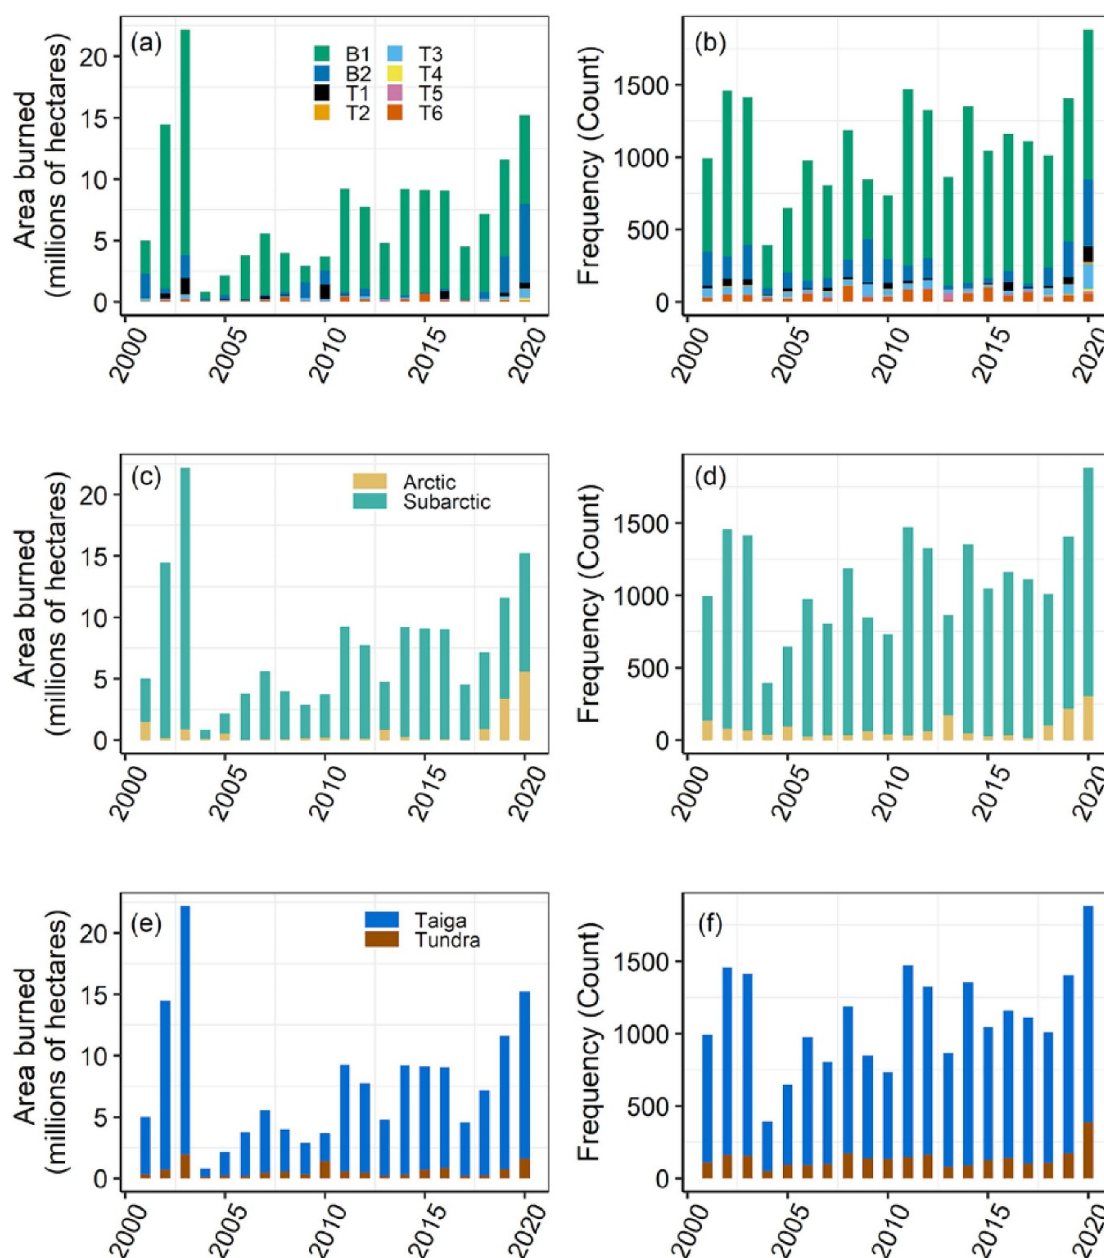 (a)
Area burned
(millions of hectares)
20
15
10
5
0
B1 T3
B2 T4
T1 T5
T2 T6
2000 2005 2010 2015 2020
(b)
Frequency (Count)
1500
1000
500
0
2000 2005 2010 2015 2020
(c)
Area burned
(millions of hectares)
20
15
10
5
0
Arctic
Subarctic
2000 2005 2010 2015 2020
(d)
Frequency (Count)
1500
1000
500
0
2000 2005 2010 2015 2020
(e)
Area burned
(millions of hectares)
20
15
10
5
0
Taiga
Tundra
2000 2005 2010 2015 2020
(f)
Frequency (Count)
1500
1000
500
0
2000 2005 2010 2015 2020